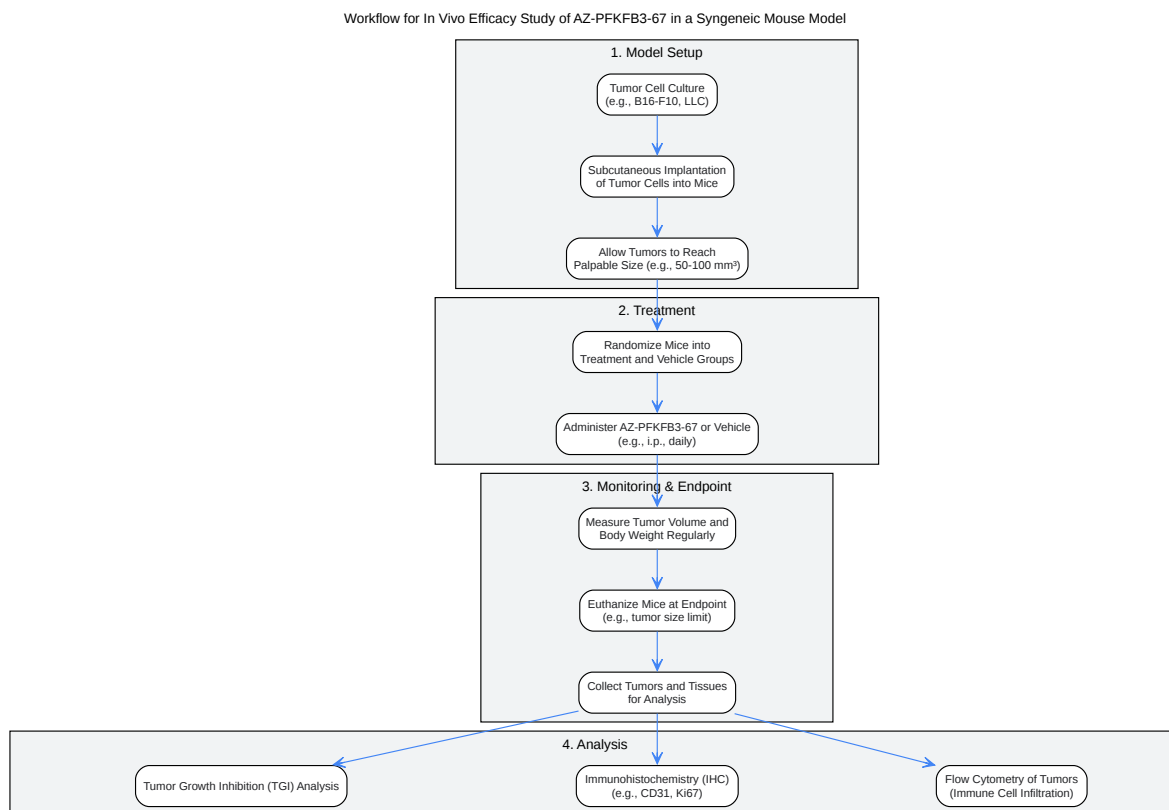 Workflow for In Vivo Efficacy Study of AZ-PFKFB3-67 in a Syngeneic Mouse Model
1. Model Setup
Tumor Cell Culture
(e.g., B16-F10, LLC)
Subcutaneous Implantation
of Tumor Cells into Mice
Allow Tumors to Reach
Palpable Size (e.g., 50-100 mm³)
2. Treatment
Randomize Mice into
Treatment and Vehicle Groups
Administer AZ-PFKFB3-67 or Vehicle
(e.g., i.p., daily)
3. Monitoring & Endpoint
Measure Tumor Volume and
Body Weight Regularly
Euthanize Mice at Endpoint
(e.g., tumor size limit)
Collect Tumors and Tissues
for Analysis
4. Analysis
Tumor Growth Inhibition (TGI) Analysis
Immunohistochemistry (IHC)
(e.g., CD31, Ki67)
Flow Cytometry of Tumors
(Immune Cell Infiltration)